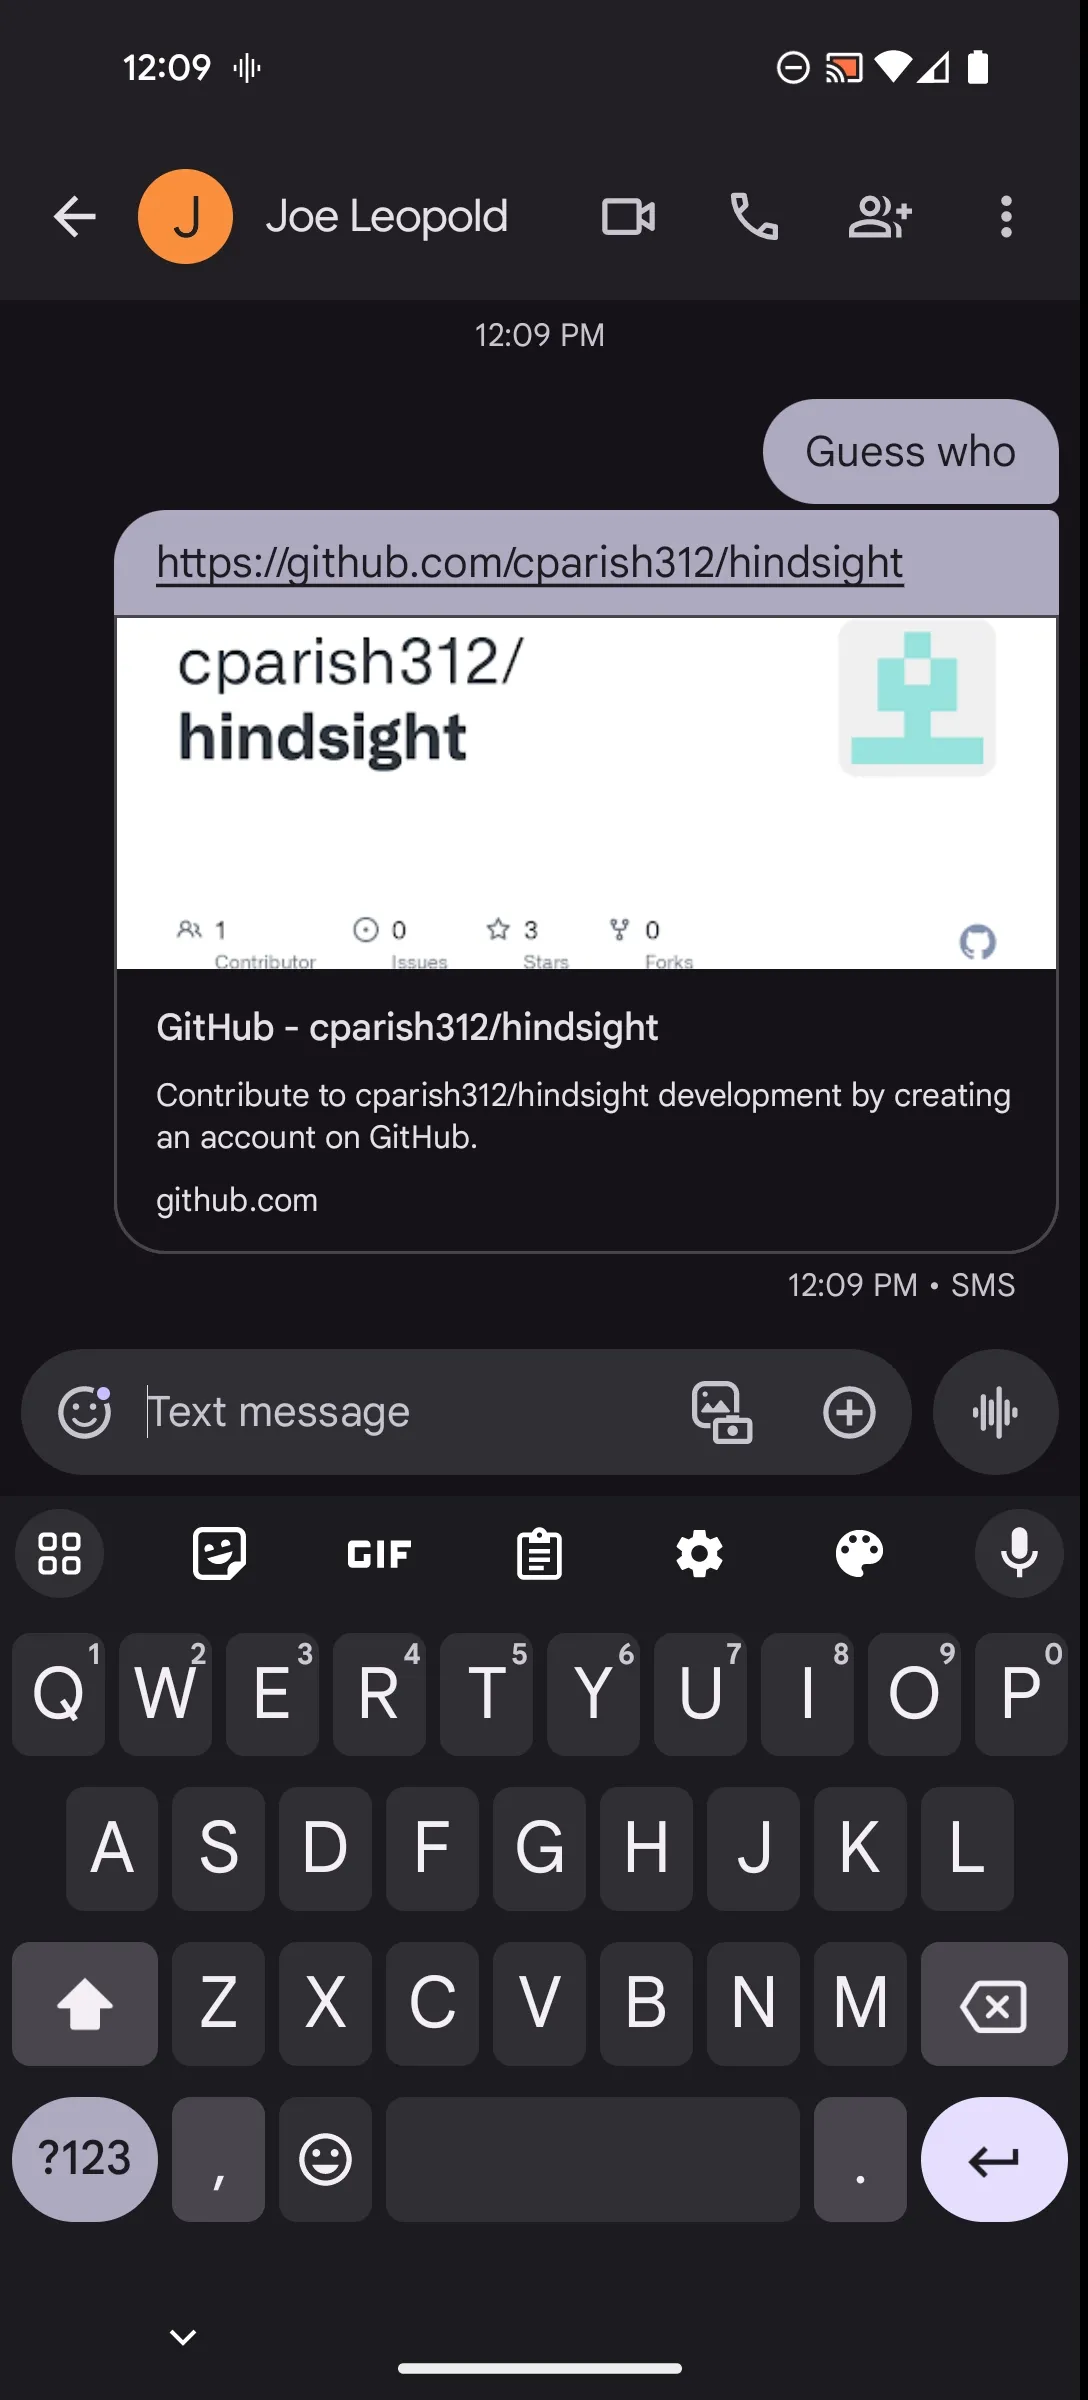 12:09
J
Joe Leopold
12:09 PM
Guess who
https://github.com/cparish312/hindsight
cparish312/
hindsight
1 0 3 0
Contributor Issues Stars Forks
GitHub - cparish312/hindsight
Contribute to cparish312/hindsight development by creating
an account on GitHub.
github.com
12:09 PM • SMS
Text message
GIF
1 2 3 4 5 6 7 8 9 0
Q W E R T Y U I O P
A S D F G H J K L
Z X C V B N M
?123 , .